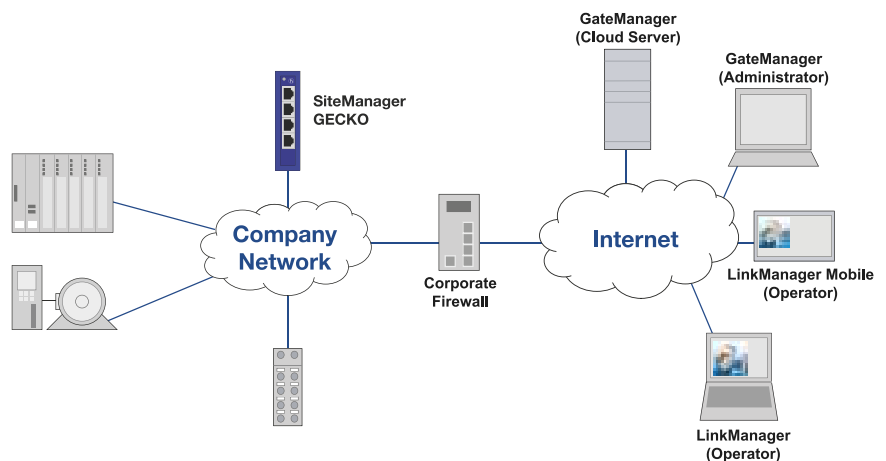 GateManager
(Cloud Server)
GateManager
(Administrator)
SiteManager
GECKO
Company
Network
Internet
Corporate
Firewall
LinkManager Mobile
(Operator)
LinkManager
(Operator)